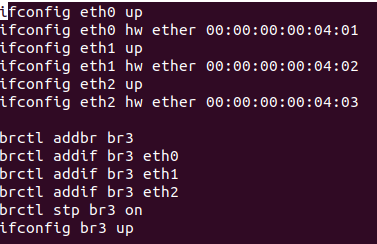 ifconfig eth0 up
ifconfig eth0 hw ether 00:00:00:00:04:01
ifconfig eth1 up
ifconfig eth1 hw ether 00:00:00:00:04:02
ifconfig eth2 up
ifconfig eth2 hw ether 00:00:00:00:04:03
brctl addbr br3
brctl addif br3 eth0
brctl addif br3 eth1
brctl addif br3 eth2
brctl stp br3 on
ifconfig br3 up